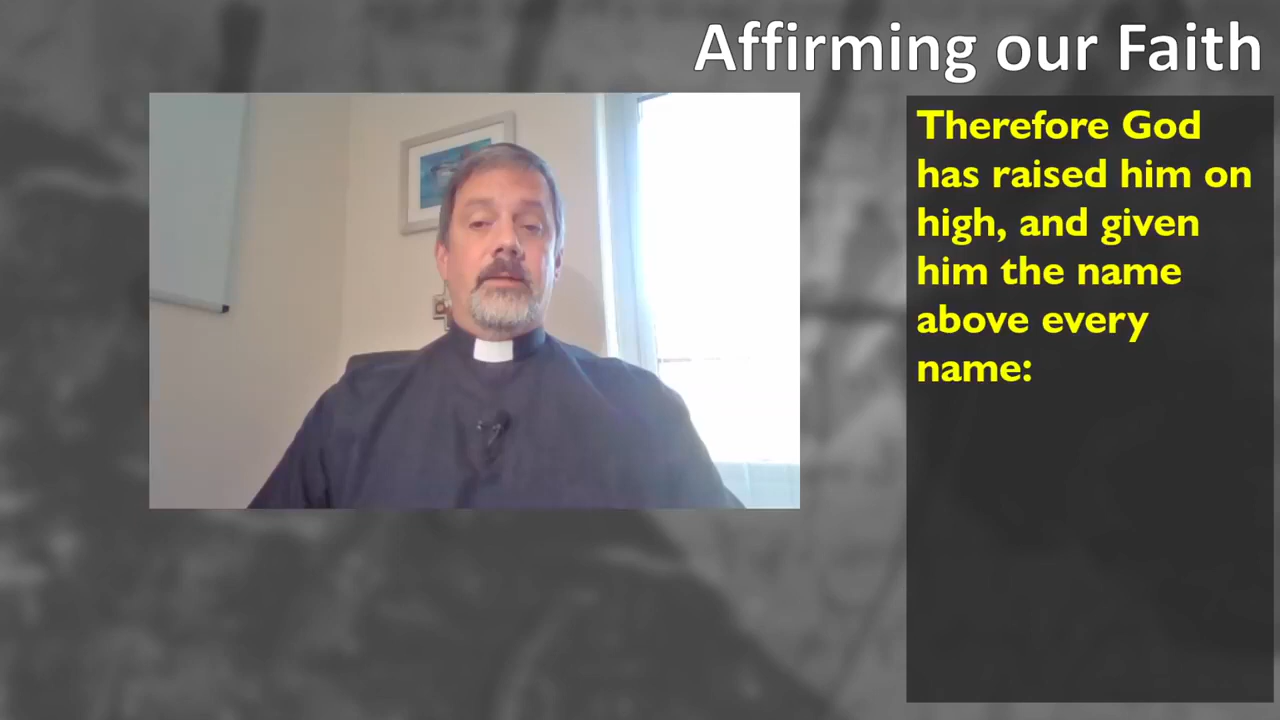 Affirming our Faith
Therefore God
has raised him on
high, and given
him the name
above every
name: